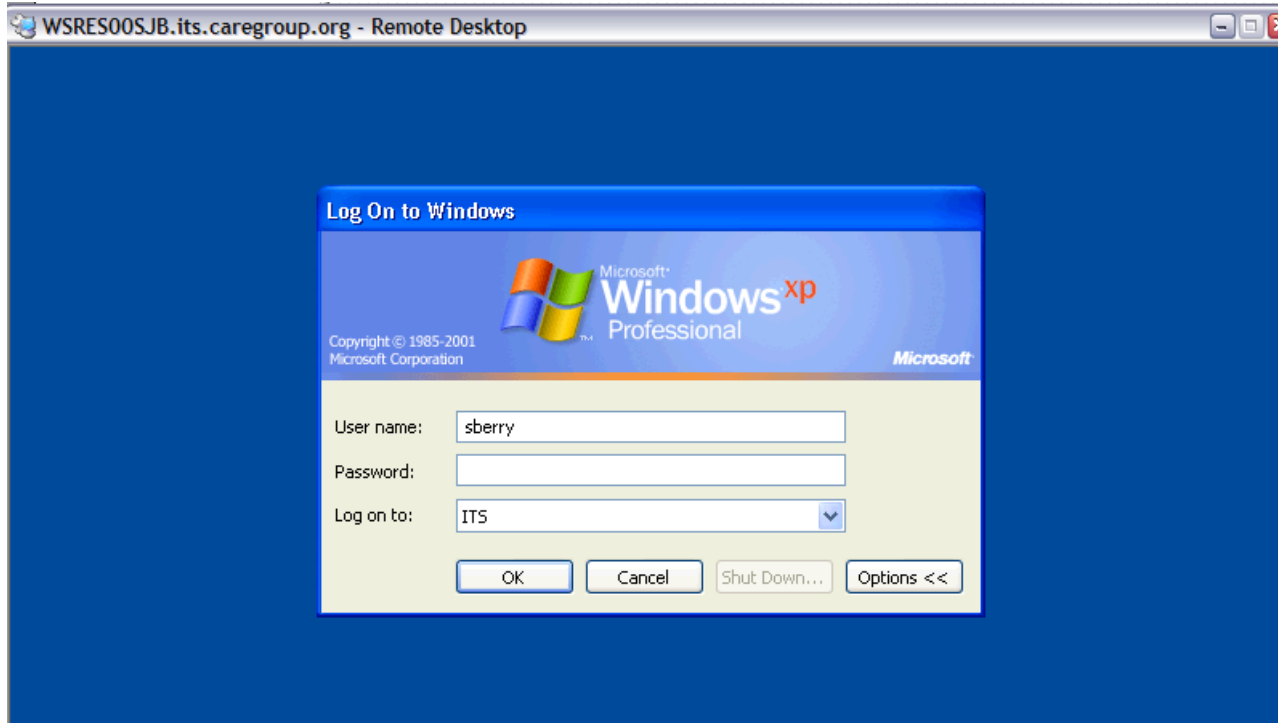 WSRES00SJB.its.caregroup.org - Remote Desktop
Log On to Windows
Microsoft
Windows xp
Professional
TM
Copyright © 1985-2001
Microsoft Corporation
Microsoft
User name: sberry
Password:
Log on to: ITS
OK Cancel Shut Down... Options <<